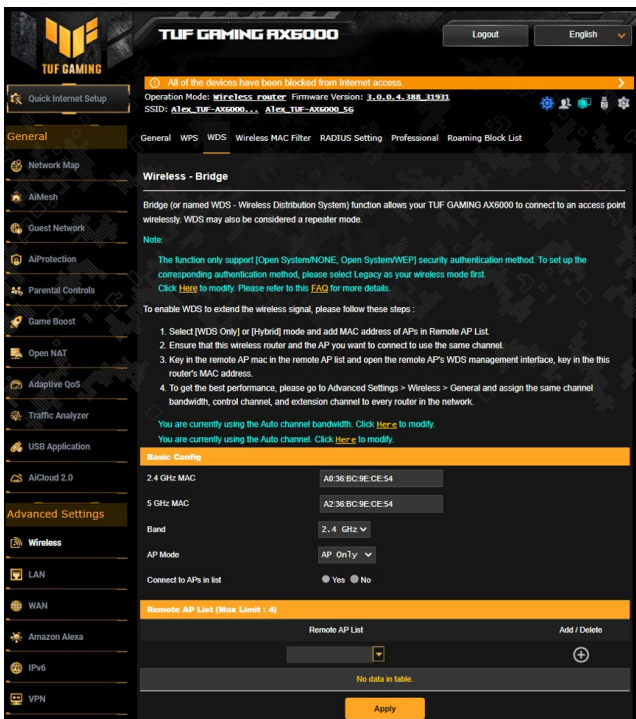 TUF GAMING
TUF GAMING AX6000
Logout
English
All of the devices have been blocked from Internet access.
Quick Internet Setup
Operation Mode: Wireless router Firmware Version: 3.0.0.4.388_31931
SSID: Alex_TUF-AX6000... Alex_TUF-AX6000_5G
General
General WPS WDS Wireless MAC Filter RADIUS Setting Professional Roaming Block List
Network Map
AiMesh
Guest Network
AiProtection
Parental Controls
Game Boost
Open NAT
Adaptive QoS
Traffic Analyzer
USB Application
AiCloud 2.0
Advanced Settings
Wireless
LAN
WAN
Amazon Alexa
IPv6
VPN
Wireless - Bridge
Bridge (or named WDS - Wireless Distribution System) function allows your TUF GAMING AX6000 to connect to an access point
wirelessly. WDS may also be considered a repeater mode.
Note:
The function only support [Open System/NONE, Open System/WEP] security authentication method. To set up the
corresponding authentication method, please select Legacy as your wireless mode first.
Click Here to modify. Please refer to this FAQ for more details.
To enable WDS to extend the wireless signal, please follow these steps :
1. Select [WDS Only] or [Hybrid] mode and add MAC address of APs in Remote AP List.
2. Ensure that this wireless router and the AP you want to connect to use the same channel.
3. Key in the remote AP mac in the remote AP list and open the remote AP's WDS management interface, key in the this
router's MAC address.
4. To get the best performance, please go to Advanced Settings > Wireless > General and assign the same channel
bandwidth, control channel, and extension channel to every router in the network.
You are currently using the Auto channel bandwidth. Click Here to modify.
You are currently using the Auto channel. Click Here to modify.
Basic Config
2.4 GHz MAC A0:36:BC:9E:CE:54
5 GHz MAC A2:36:BC:9E:CE:54
Band 2.4 GHz
AP Mode AP Only
Connect to APs in list Yes No
Remote AP List (Max Limit : 4)
Remote AP List Add / Delete
No data in table.
Apply